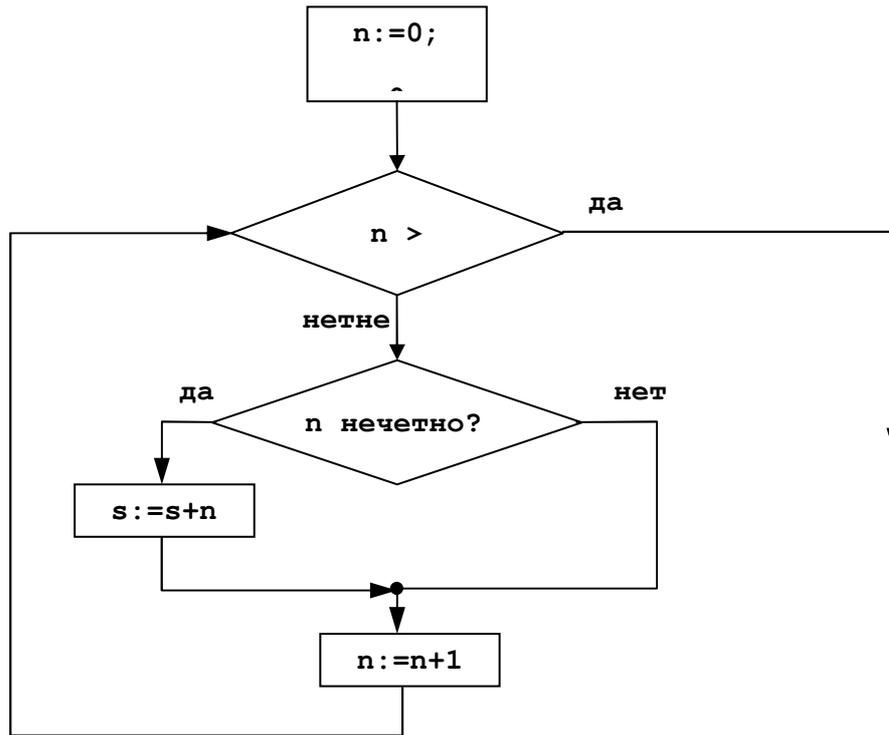 n:=0;
да
n >
нетне
да
нет
n нечетно?
s:=s+n
n:=n+1